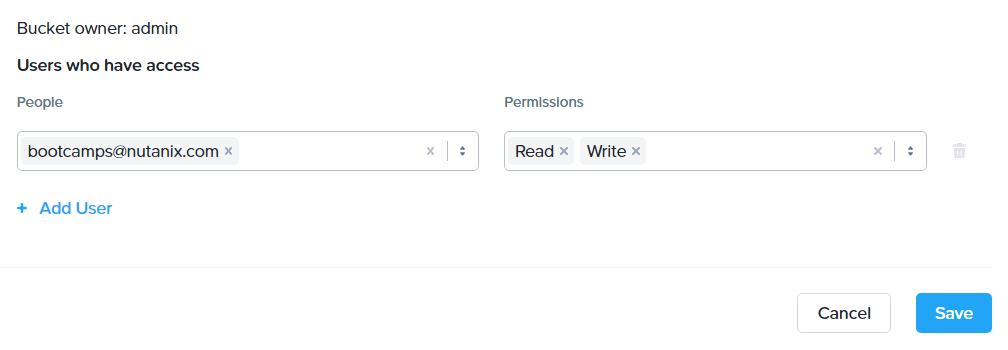 Bucket owner: admin
Users who have access
People Permissions
bootcamps@nutanix.com × × Read × Write × ×
+ Add User
Cancel Save